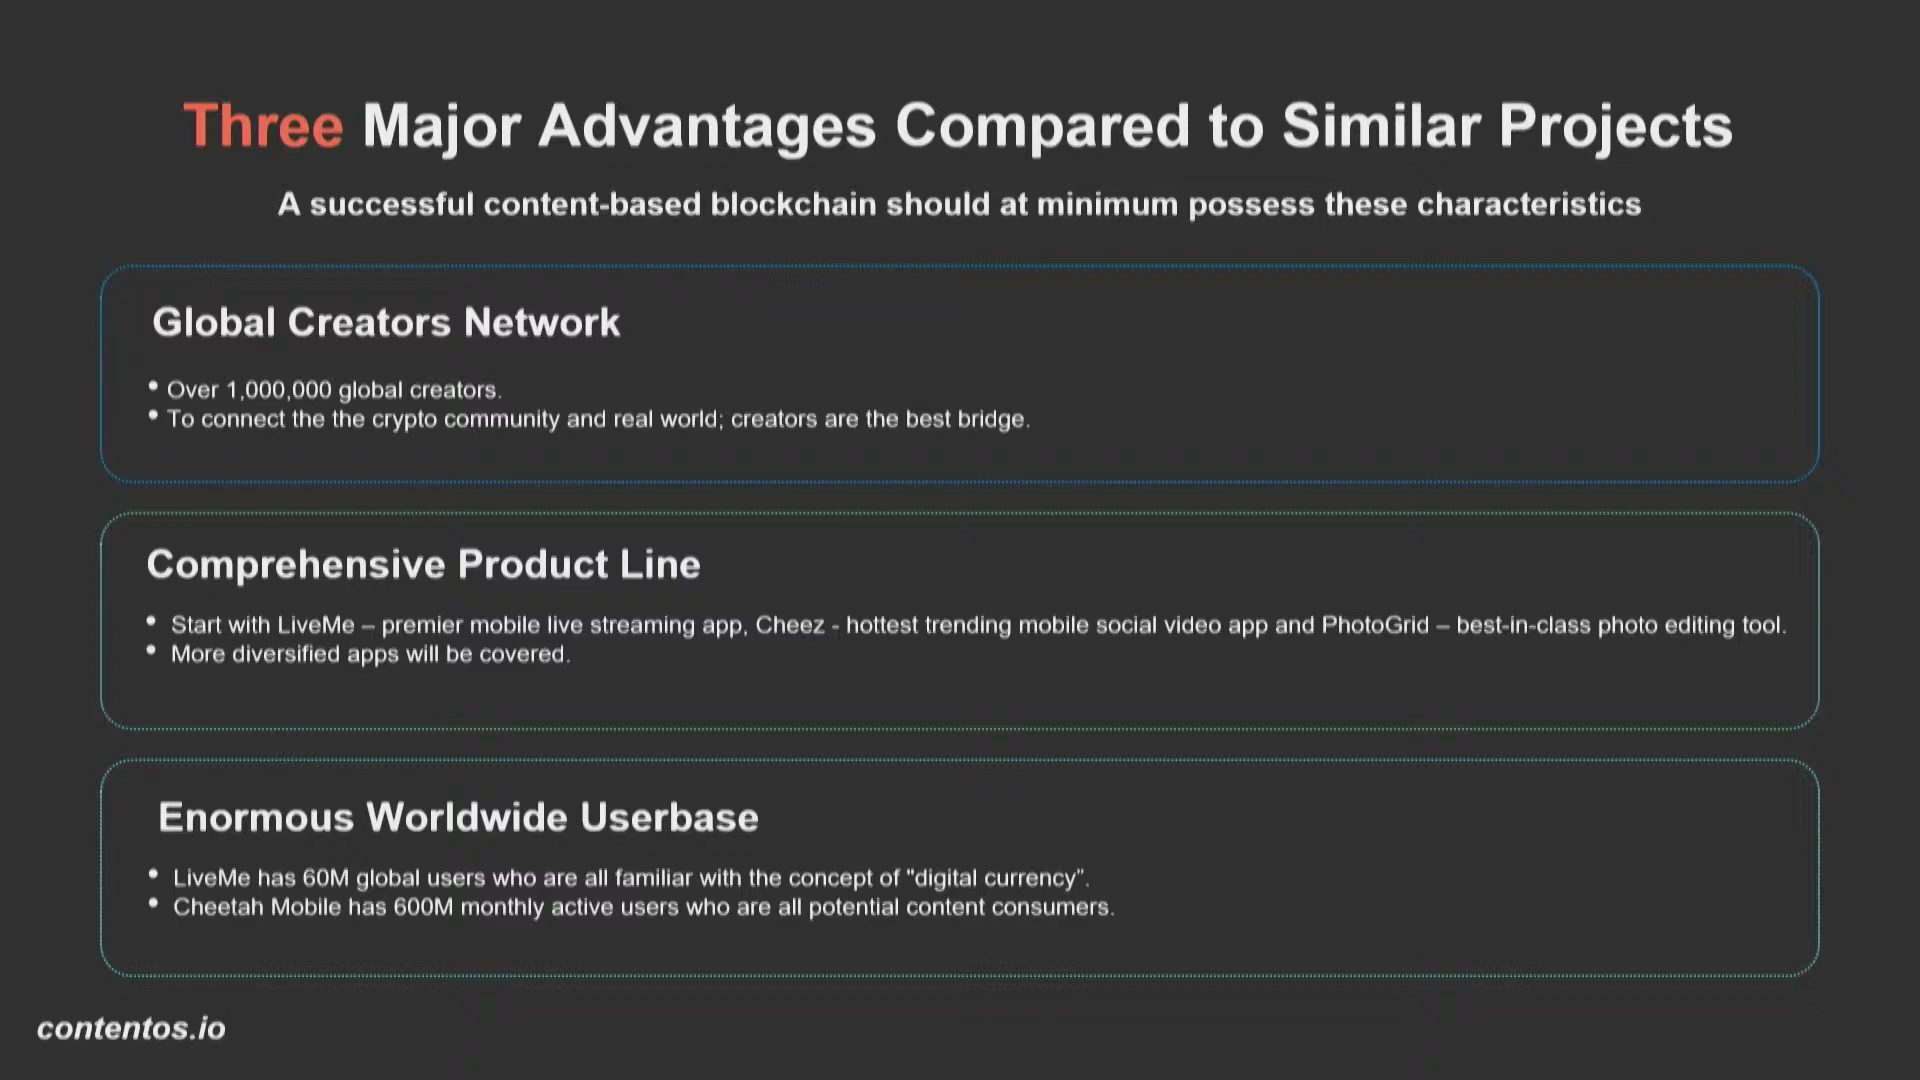 Three Major Advantages Compared to Similar Projects
A successful content-based blockchain should at minimum possess these characteristics
Global Creators Network
• Over 1,000,000 global creators.
• To connect the the crypto community and real world; creators are the best bridge.
Comprehensive Product Line
• Start with LiveMe – premier mobile live streaming app, Cheez - hottest trending mobile social video app and PhotoGrid – best-in-class photo editing tool.
• More diversified apps will be covered.
Enormous Worldwide Userbase
• LiveMe has 60M global users who are all familiar with the concept of "digital currency”.
• Cheetah Mobile has 600M monthly active users who are all potential content consumers.
contentos.io